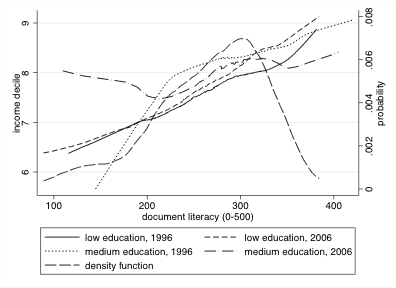 income decile
9
8
7
6
.008
.006
.004
.002
0
probability
100 200 300 400
document literacy (0-500)
low education, 1996 low education, 2006
medium education, 1996 medium education, 2006
density function